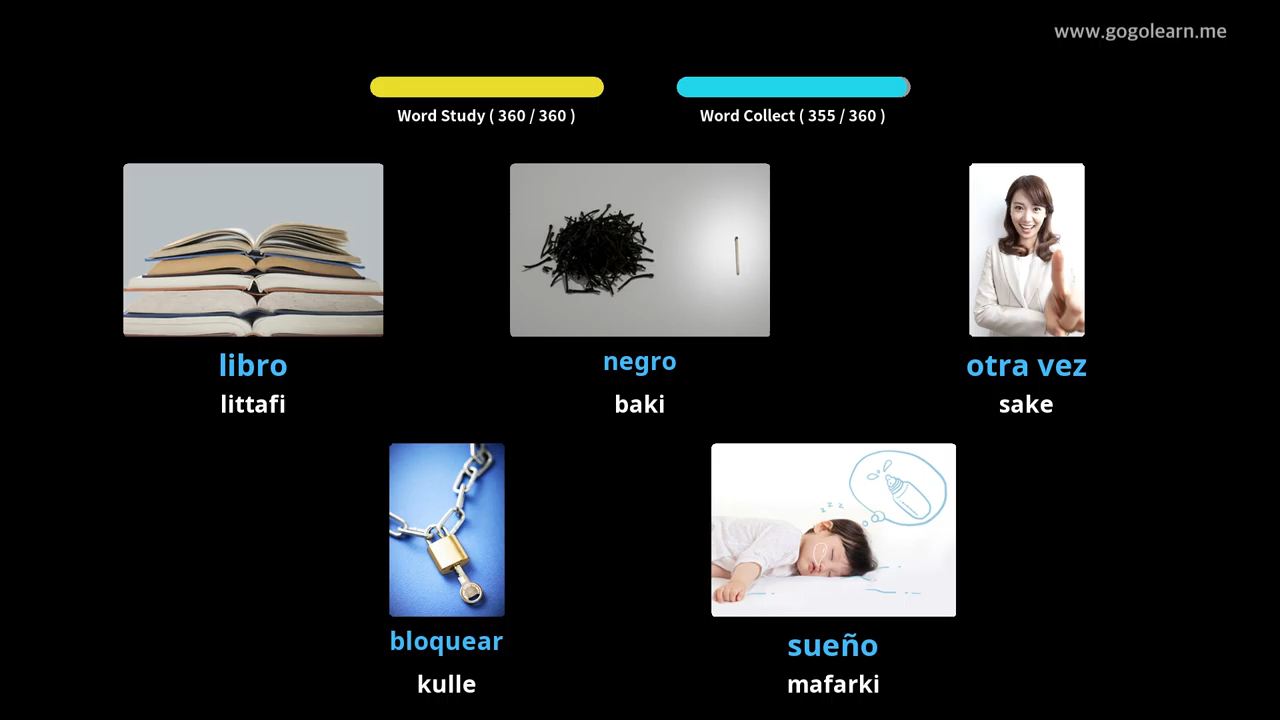 www.gogolearn.me
Word Study ( 360 / 360 )
Word Collect ( 355 / 360 )
libro
littafi
negro
baki
otra vez
sake
bloquear
kulle
sueño
mafarki